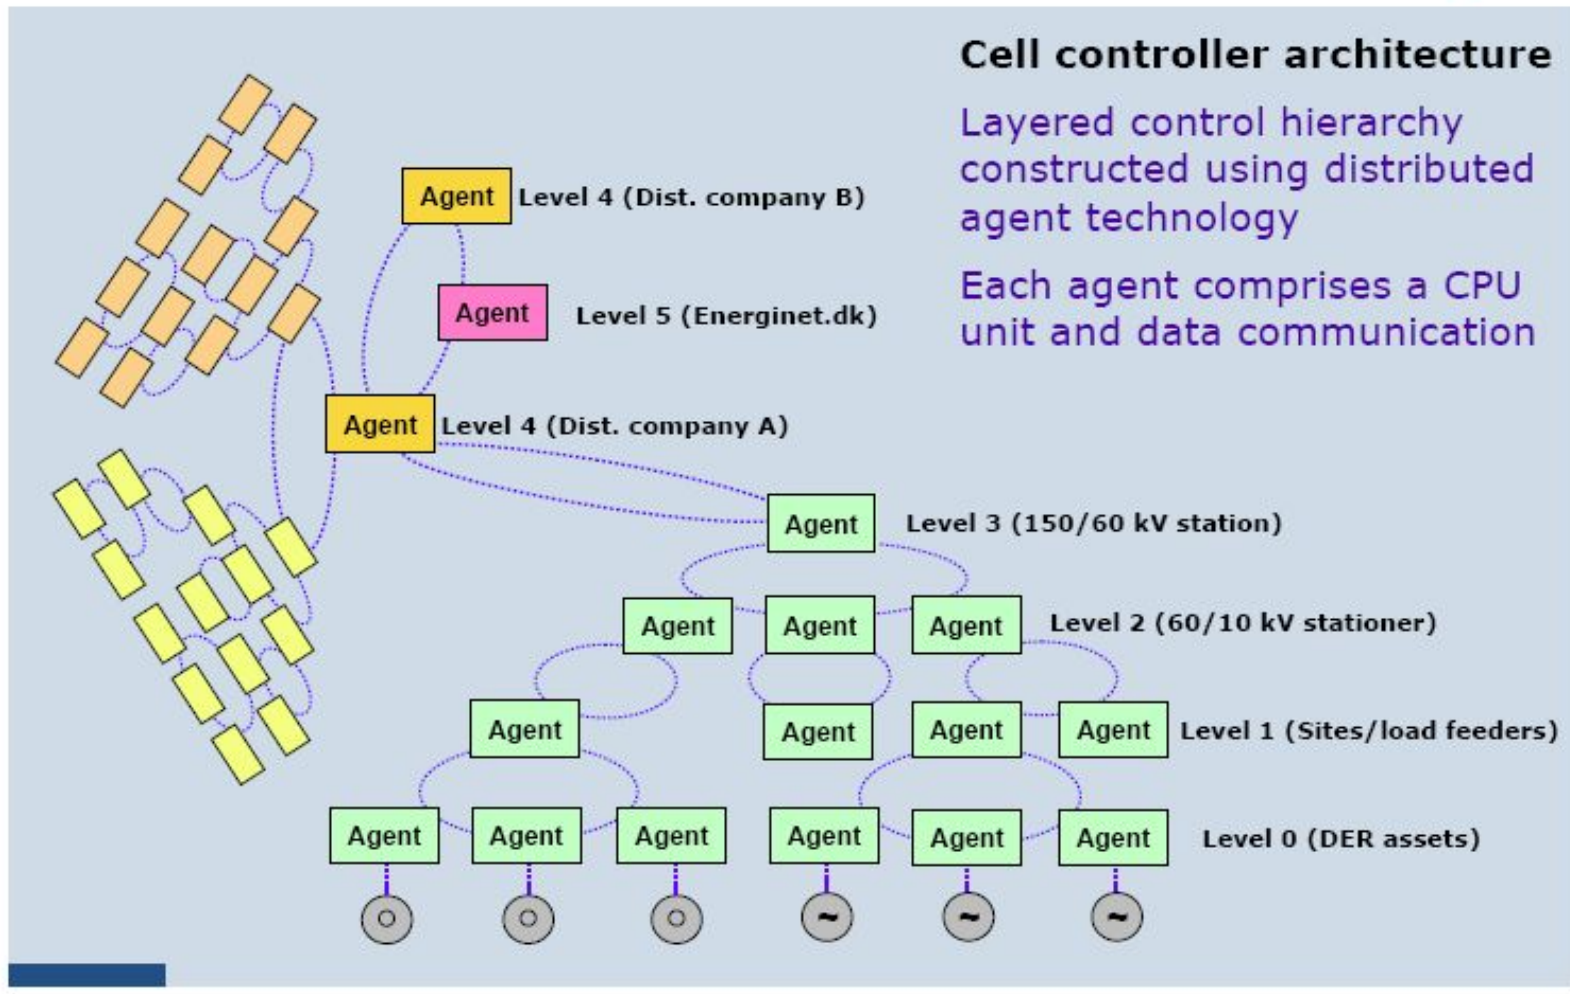 Cell controller architecture
Layered control hierarchy
constructed using distributed
agent technology
Each agent comprises a CPU
unit and data communication
Agent Level 4 (Dist. company B)
Agent Level 5 (Energinet.dk)
Agent Level 4 (Dist. company A)
Agent Level 3 (150/60 kV station)
Agent Agent Agent Level 2 (60/10 kV stationer)
Agent Agent Agent Agent Level 1 (Sites/load feeders)
Agent Agent Agent Agent Agent Agent Level 0 (DER assets)
~ ~ ~